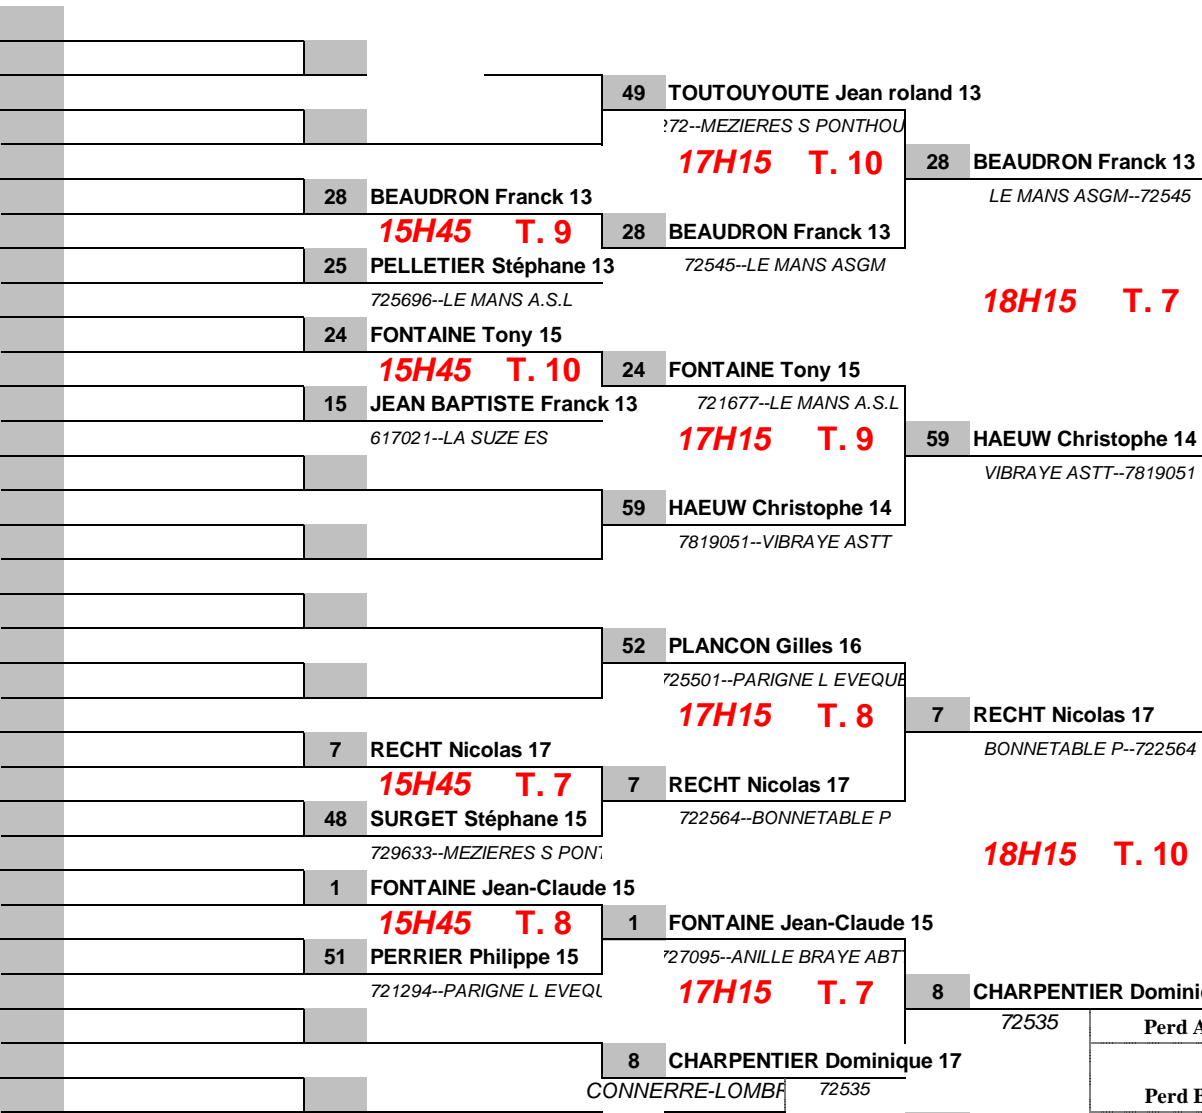 49 TOUTOUYOUTE Jean roland 13
272--MEZIERES S PONTHOU
17H15 T. 10
28 BEAUDRON Franck 13
LE MANS ASGM--72545
28 BEAUDRON Franck 13
15H45 T. 9
28 BEAUDRON Franck 13
25 PELLETIER Stéphane 13
72545--LE MANS ASGM
725696--LE MANS A.S.L
18H15 T. 7
24 FONTAINE Tony 15
15H45 T. 10
24 FONTAINE Tony 15
15 JEAN BAPTISTE Franck 13
721677--LE MANS A.S.L
617021--LA SUZE ES
17H15 T. 9
59 HAEUW Christophe 14
VIBRAYE ASTT--7819051
59 HAEUW Christophe 14
7819051--VIBRAYE ASTT
52 PLANCON Gilles 16
725501--PARIGNE L EVEQUE
17H15 T. 8
7 RECHT Nicolas 17
BONNETABLE P--722564
7 RECHT Nicolas 17
15H45 T. 7
7 RECHT Nicolas 17
48 SURGET Stéphane 15
722564--BONNETABLE P
729633--MEZIERES S PONT
18H15 T. 10
1 FONTAINE Jean-Claude 15
15H45 T. 8
1 FONTAINE Jean-Claude 15
51 PERRIER Philippe 15
727095--ANILLE BRAYE ABT
721294--PARIGNE L EVEQU
17H15 T. 7
8 CHARPENTIER Domini
72535 Perd A
8 CHARPENTIER Dominique 17
CONNERRE-LOMBR 72535
Perd B